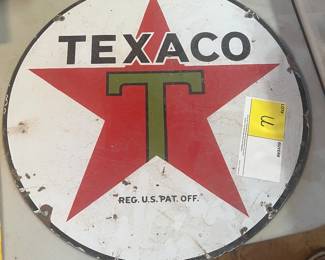 TEXACO
T
REG. U.S. PAT. OFF.